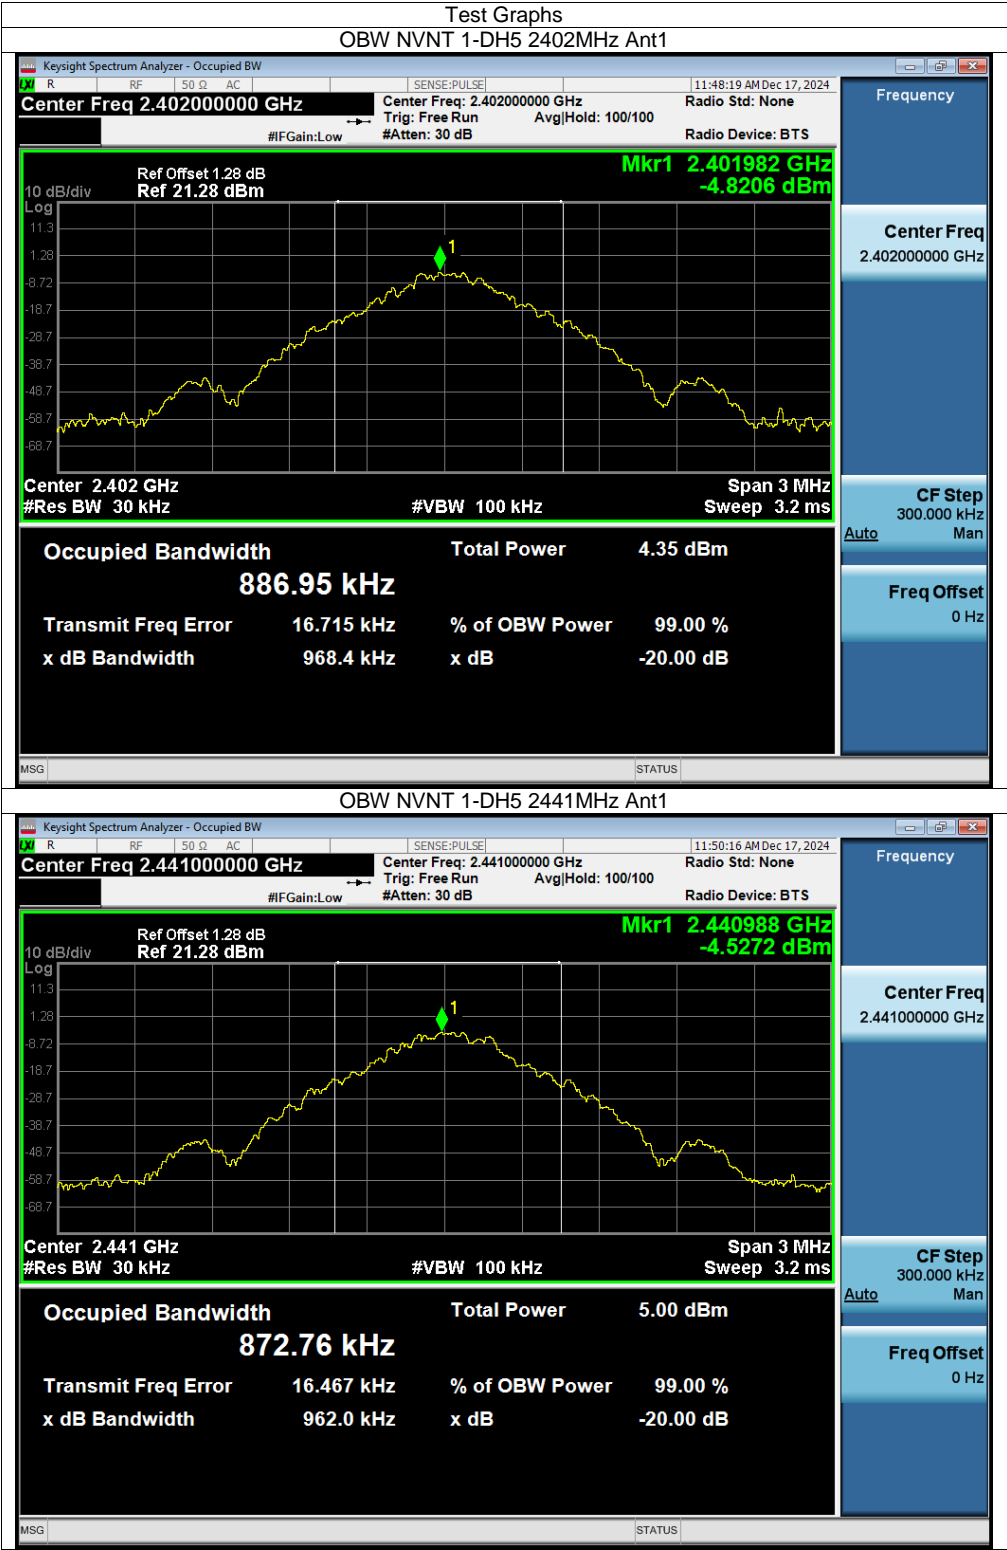 Test Graphs
OBW NVNT 1-DH5 2402MHz Ant1
Keysight Spectrum Analyzer - Occupied BW
LXI R RF 50 Ω AC SENSE:PULSE 11:48:19 AM Dec 17, 2024
Center Freq 2.402000000 GHz Center Freq: 2.402000000 GHz Radio Std: None
Trig: Free Run Avg|Hold: 100/100
#IFGain:Low #Atten: 30 dB Radio Device: BTS
Frequency
Mkr1 2.401982 GHz
-4.8206 dBm
Ref Offset 1.28 dB
10 dB/div Ref 21.28 dBm
Log
11.3
1
1.28
-8.72
-18.7
-28.7
-38.7
-48.7
-58.7
-68.7
Center 2.402 GHz Span 3 MHz
#Res BW 30 kHz #VBW 100 kHz Sweep 3.2 ms
Center Freq
2.402000000 GHz
CF Step
300.000 kHz
Auto Man
Freq Offset
0 Hz
Occupied Bandwidth Total Power 4.35 dBm
886.95 kHz
Transmit Freq Error 16.715 kHz % of OBW Power 99.00 %
x dB Bandwidth 968.4 kHz x dB -20.00 dB
MSG STATUS
OBW NVNT 1-DH5 2441MHz Ant1
Keysight Spectrum Analyzer - Occupied BW
LXI R RF 50 Ω AC SENSE:PULSE 11:50:16 AM Dec 17, 2024
Center Freq 2.441000000 GHz Center Freq: 2.441000000 GHz Radio Std: None
Trig: Free Run Avg|Hold: 100/100
#IFGain:Low #Atten: 30 dB Radio Device: BTS
Frequency
Mkr1 2.440988 GHz
-4.5272 dBm
Ref Offset 1.28 dB
10 dB/div Ref 21.28 dBm
Log
11.3
1
1.28
-8.72
-18.7
-28.7
-38.7
-48.7
-58.7
-68.7
Center 2.441 GHz Span 3 MHz
#Res BW 30 kHz #VBW 100 kHz Sweep 3.2 ms
Center Freq
2.441000000 GHz
CF Step
300.000 kHz
Auto Man
Freq Offset
0 Hz
Occupied Bandwidth Total Power 5.00 dBm
872.76 kHz
Transmit Freq Error 16.467 kHz % of OBW Power 99.00 %
x dB Bandwidth 962.0 kHz x dB -20.00 dB
MSG STATUS